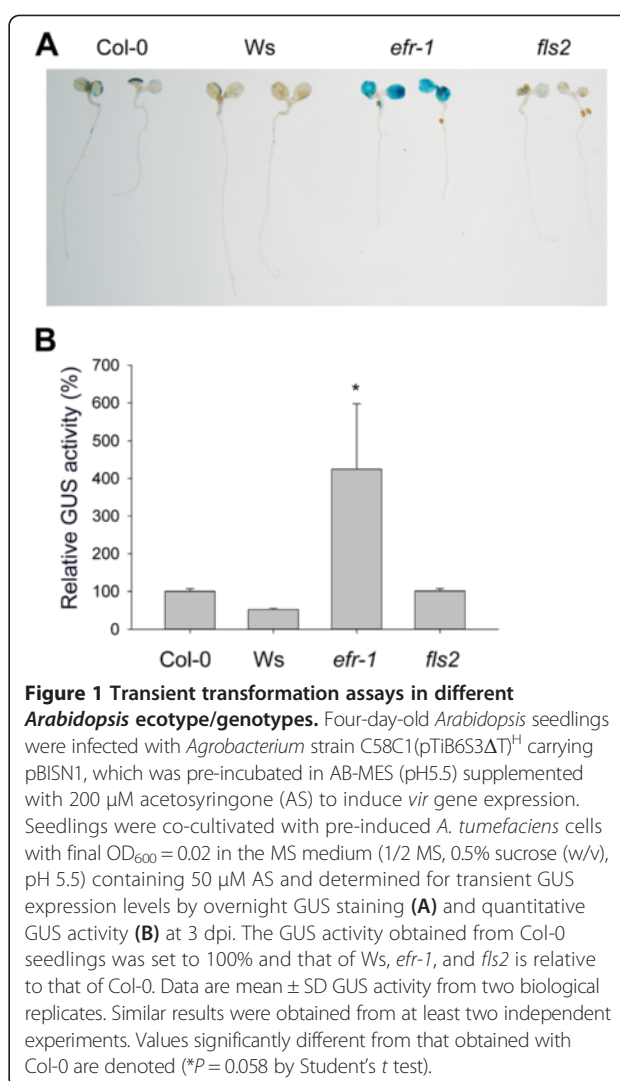 A
Col-0 Ws efr-1 fls2
B
Relative GUS activity (%)
700
600
500
400
300
200
100
0
*
Col-0 Ws efr-1 fls2
Figure 1 Transient transformation assays in different
Arabidopsis ecotype/genotypes. Four-day-old Arabidopsis seedlings
were infected with Agrobacterium strain C58C1(pTiB6S3ΔT)ᴴ carrying
pBISN1, which was pre-incubated in AB-MES (pH5.5) supplemented
with 200 μM acetosyringone (AS) to induce vir gene expression.
Seedlings were co-cultivated with pre-induced A. tumefaciens cells
with final OD₆₀₀ = 0.02 in the MS medium (1/2 MS, 0.5% sucrose (w/v),
pH 5.5) containing 50 μM AS and determined for transient GUS
expression levels by overnight GUS staining (A) and quantitative
GUS activity (B) at 3 dpi. The GUS activity obtained from Col-0
seedlings was set to 100% and that of Ws, efr-1, and fls2 is relative
to that of Col-0. Data are mean ± SD GUS activity from two biological
replicates. Similar results were obtained from at least two independent
experiments. Values significantly different from that obtained with
Col-0 are denoted (*P = 0.058 by Student's t test).